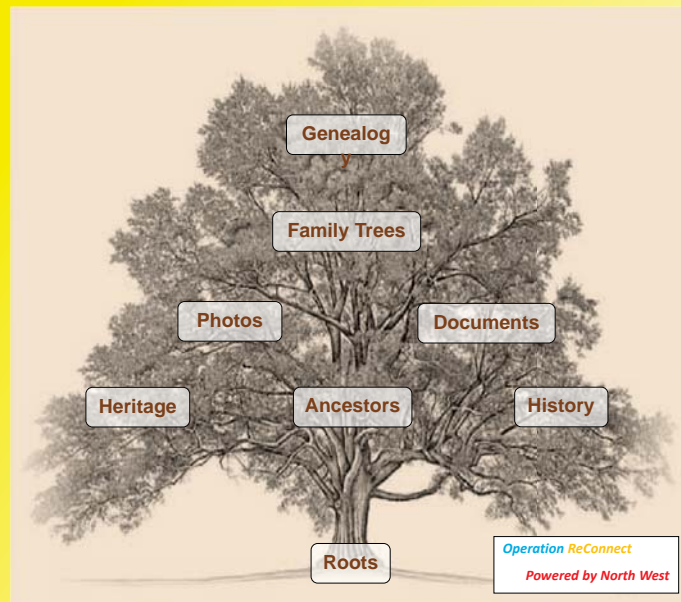 Genealog
y
Family Trees
Photos
Documents
Heritage
Ancestors
History
Roots
Operation ReConnect
Powered by North West